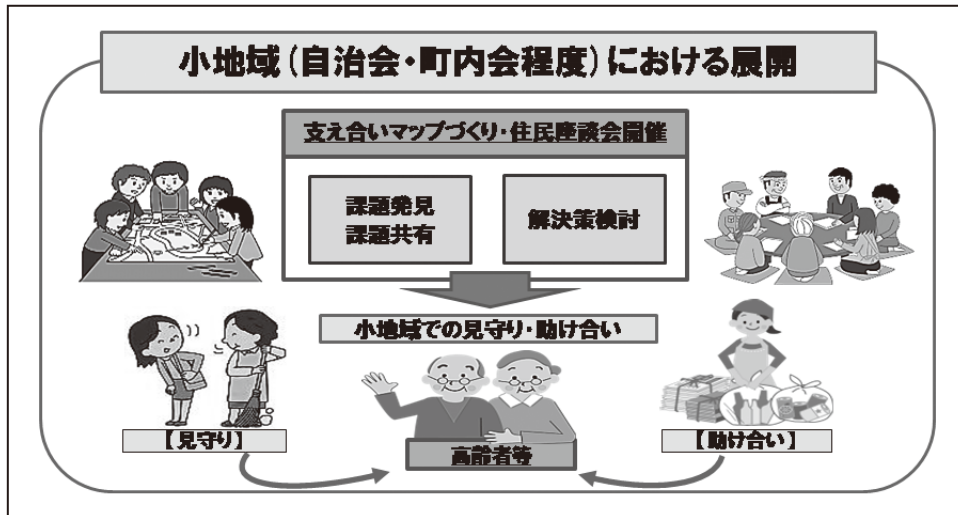 小地域（自治会・町内会程度）における展開
支え合いマップづくり・住民座談会開催
課題発見
課題共有
解決策検討
小地域での見守り・助け合い
【見守り】
高齢者等
【助け合い】